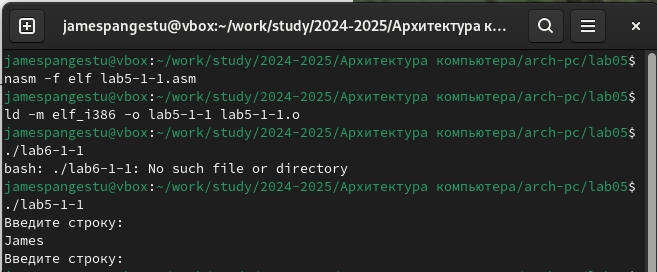 jamespangestu@vbox:~/work/study/2024-2025/Архитектура к...
jamespangestu@vbox:~/work/study/2024-2025/Архитектура компьютера/arch-pc/lab05$
nasm -f elf lab5-1-1.asm
jamespangestu@vbox:~/work/study/2024-2025/Архитектура компьютера/arch-pc/lab05$
ld -m elf_i386 -o lab5-1-1 lab5-1-1.o
jamespangestu@vbox:~/work/study/2024-2025/Архитектура компьютера/arch-pc/lab05$
./lab6-1-1
bash: ./lab6-1-1: No such file or directory
jamespangestu@vbox:~/work/study/2024-2025/Архитектура компьютера/arch-pc/lab05$
./lab5-1-1
Введите строку:
James
Введите строку: